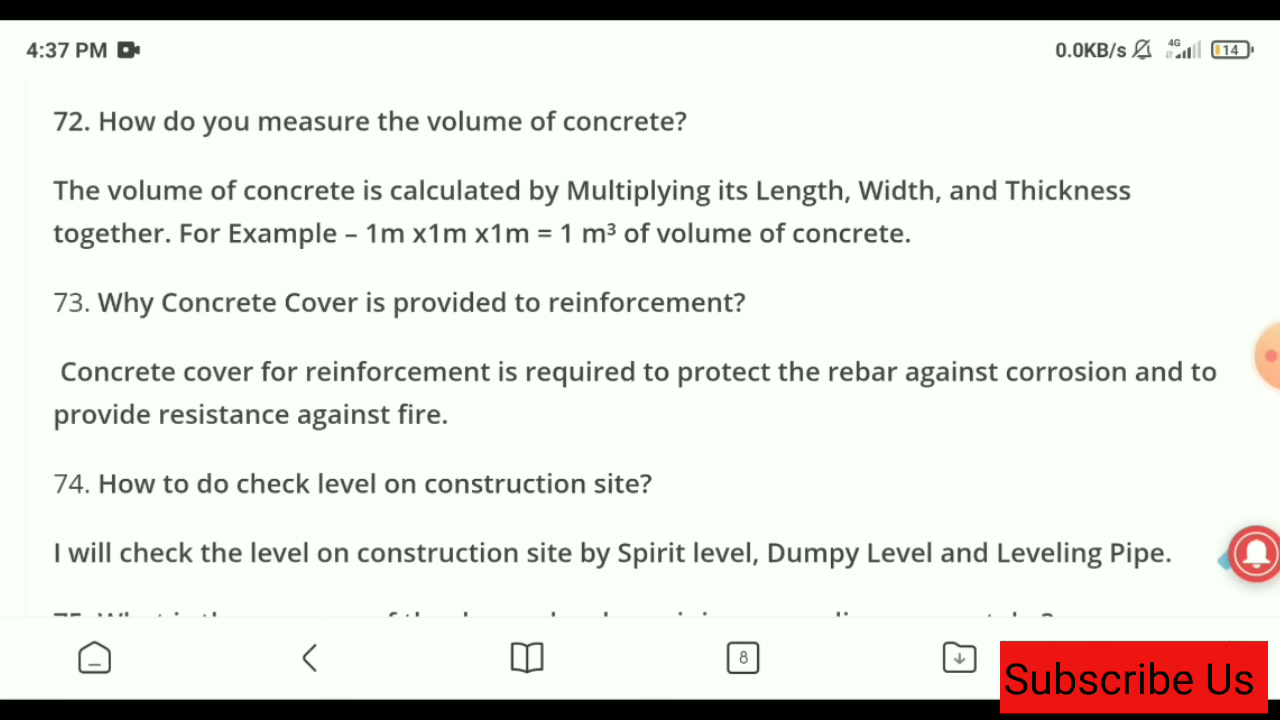 4:37 PM
0.0KB/s 4G 14
72. How do you measure the volume of concrete?
The volume of concrete is calculated by Multiplying its Length, Width, and Thickness
together. For Example – 1m x1m x1m = 1 m³ of volume of concrete.
73. Why Concrete Cover is provided to reinforcement?
Concrete cover for reinforcement is required to protect the rebar against corrosion and to
provide resistance against fire.
74. How to do check level on construction site?
I will check the level on construction site by Spirit level, Dumpy Level and Leveling Pipe.
8
Subscribe Us